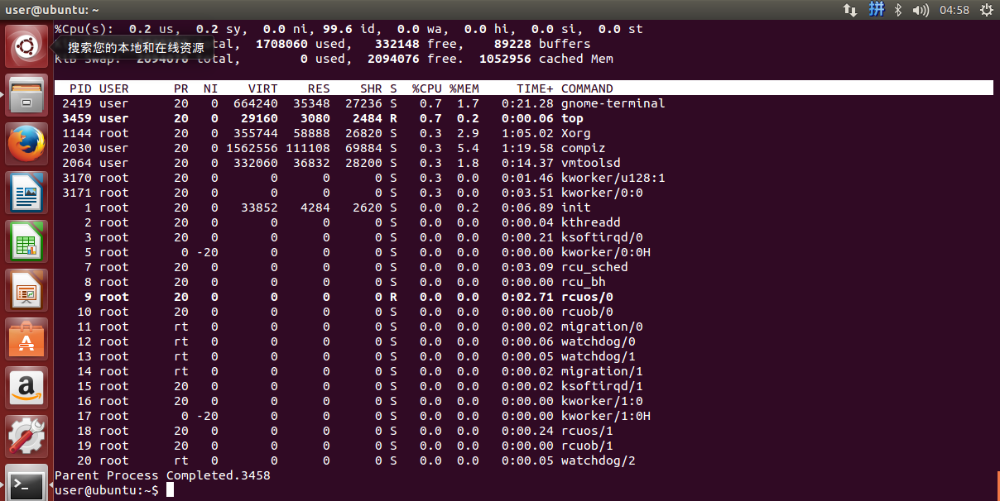 user@ubuntu: ~
拼 04:58
%Cpu(s):  0.2 us,  0.2 sy,  0.0 ni, 99.6 id,  0.0 wa,  0.0 hi,  0.0 si,  0.0 st
tal,  1708060 used,   332148 free,    89228 buffers
搜索您的本地和在线资源
KiB Swap:  2094076 total,        0 used,  2094076 free.  1052956 cached Mem
PID USER      PR  NI    VIRT    RES    SHR S  %CPU %MEM     TIME+ COMMAND
2419 user      20   0  664240  35348  27236 S   0.7  1.7   0:21.28 gnome-terminal
3459 user      20   0   29160   3080   2484 R   0.7  0.2   0:00.06 top
1144 root      20   0  355744  58888  26820 S   0.3  2.9   1:05.02 Xorg
2030 user      20   0 1562556 111108  69884 S   0.3  5.4   1:19.58 compiz
2064 user      20   0  332060  36832  28200 S   0.3  1.8   0:14.37 vmtoolsd
3170 root      20   0       0      0      0 S   0.3  0.0   0:01.46 kworker/u128:1
3171 root      20   0       0      0      0 S   0.3  0.0   0:03.51 kworker/0:0
1 root      20   0   33852   4284   2620 S   0.0  0.2   0:06.89 init
2 root      20   0       0      0      0 S   0.0  0.0   0:00.04 kthreadd
3 root      20   0       0      0      0 S   0.0  0.0   0:00.21 ksoftirqd/0
5 root       0 -20       0      0      0 S   0.0  0.0   0:00.00 kworker/0:0H
7 root      20   0       0      0      0 S   0.0  0.0   0:03.09 rcu_sched
8 root      20   0       0      0      0 S   0.0  0.0   0:00.00 rcu_bh
9 root      20   0       0      0      0 R   0.0  0.0   0:02.71 rcuos/0
10 root      20   0       0      0      0 S   0.0  0.0   0:00.00 rcuob/0
11 root      rt   0       0      0      0 S   0.0  0.0   0:00.02 migration/0
12 root      rt   0       0      0      0 S   0.0  0.0   0:00.06 watchdog/0
13 root      rt   0       0      0      0 S   0.0  0.0   0:00.05 watchdog/1
14 root      rt   0       0      0      0 S   0.0  0.0   0:00.02 migration/1
15 root      20   0       0      0      0 S   0.0  0.0   0:00.02 ksoftirqd/1
16 root      20   0       0      0      0 S   0.0  0.0   0:00.00 kworker/1:0
17 root       0 -20       0      0      0 S   0.0  0.0   0:00.00 kworker/1:0H
18 root      20   0       0      0      0 S   0.0  0.0   0:00.24 rcuos/1
19 root      20   0       0      0      0 S   0.0  0.0   0:00.00 rcuob/1
20 root      rt   0       0      0      0 S   0.0  0.0   0:00.05 watchdog/2
Parent Process Completed.3458
user@ubuntu:~$